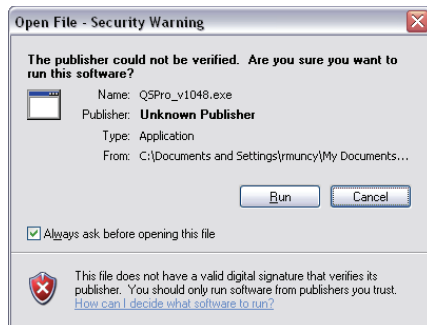 Open File - Security Warning
The publisher could not be verified.  Are you sure you want to
run this software?
Name: QSPro_v1048.exe
Publisher: Unknown Publisher
Type: Application
From: C:\Documents and Settings\rmuncy\My Documents...
Run Cancel
Always ask before opening this file
This file does not have a valid digital signature that verifies its
publisher.  You should only run software from publishers you trust.
How can I decide what software to run?